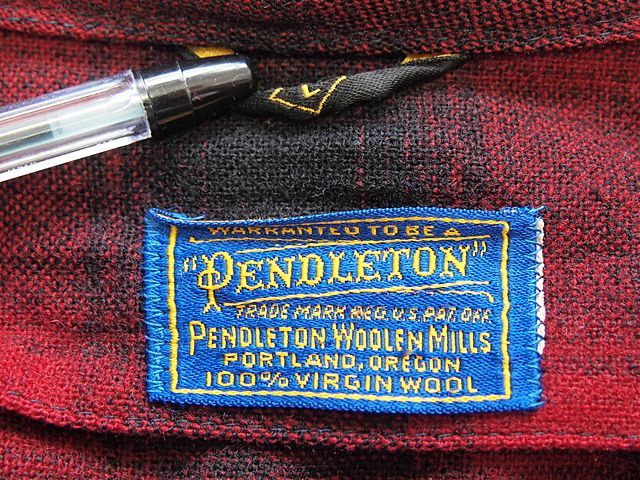 L
WARRANTED TO BE A
"PENDLETON"
TRADE MARK REG. U.S. PAT. OFF.
PENDLETON WOOLEN MILLS
PORTLAND, OREGON
100% VIRGIN WOOL